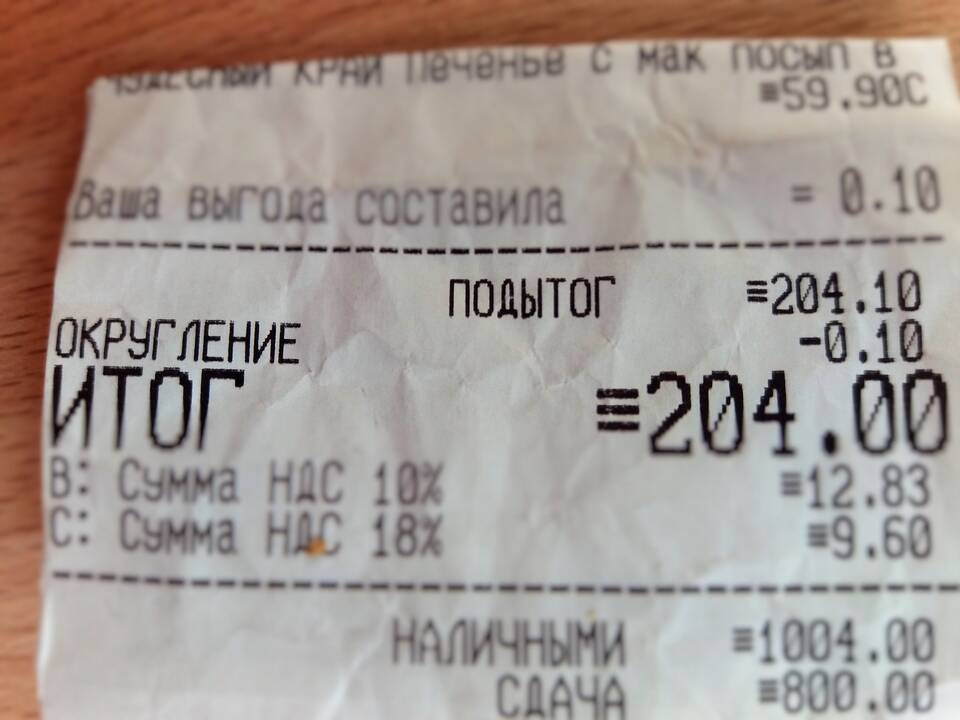 ЧУДЕСНЫЙ КРАЙ Печенье с мак посып в
≡59.90С
Ваша выгода составила = 0.10
ПОДЫТОГ ≡204.10
ОКРУГЛЕНИЕ -0.10
ИТОГ ≡204.00
В: Сумма НДС 10% ≡12.83
С: Сумма НДС 18% ≡9.60
НАЛИЧНЫМИ ≡1004.00
СДАЧА ≡800.00